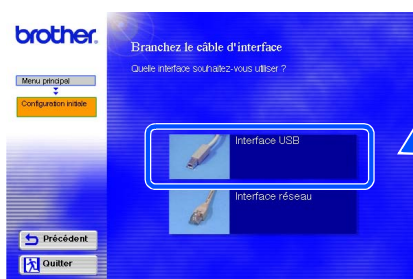 brother.
Branchez le câble d'interface
Quelle interface souhaitez-vous utiliser ?
Menu principal
Configuration initiale
Interface USB
Interface réseau
Précédent
Quitter